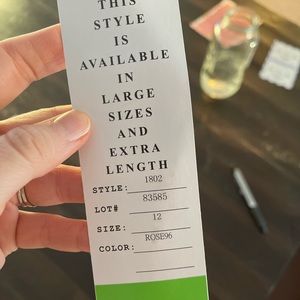 THIS
STYLE
IS
AVAILABLE
IN
LARGE
SIZES
AND
EXTRA
LENGTH
STYLE: 1802
LOT# 83585
SIZE: 12
COLOR: ROSE96